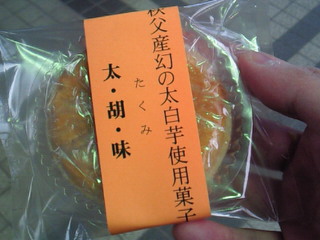 秩父産幻の太白芋使用菓子
たくみ
太・胡・味